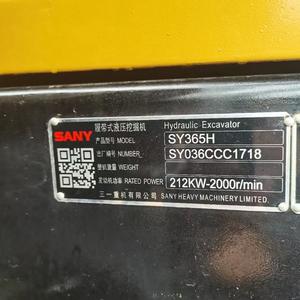 SANY 履带式液压挖掘机 Hydraulic Excavator
产品型号 MODEL SY365H
出厂编号 NUMBER SY036CCC1718
整机质量 WEIGHT
发动机功率 RATED POWER 212KW-2000r/min
三一重机有限公司 SANY HEAVY MACHINERY LIMITED.